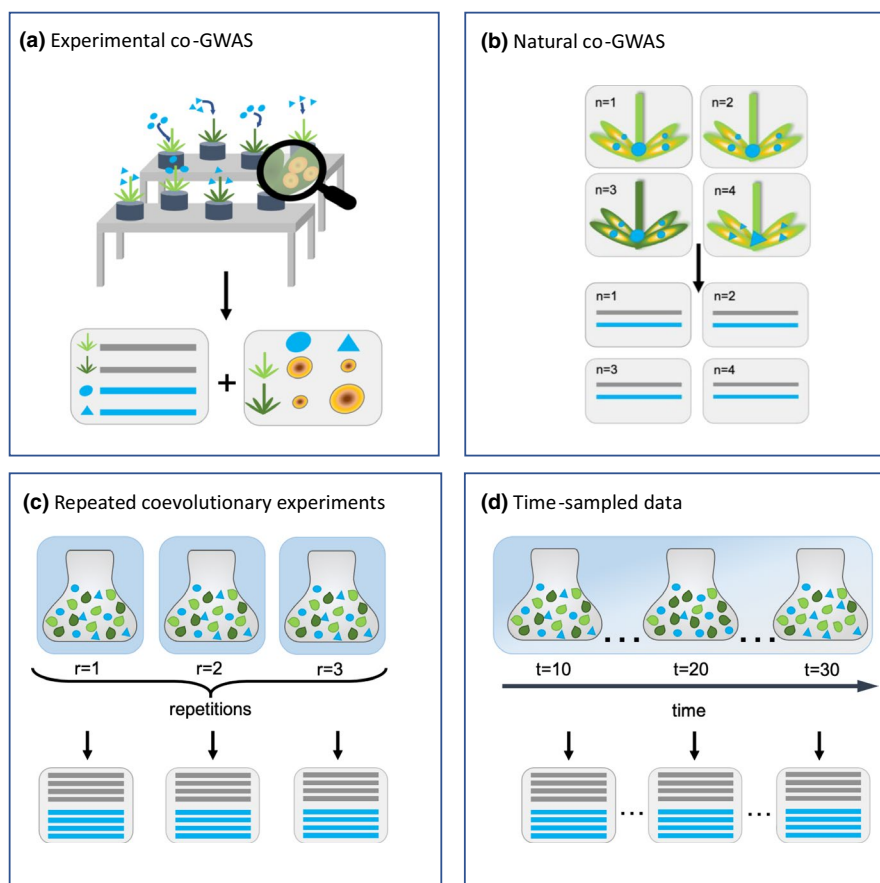 (a) Experimental co-GWAS
(b) Natural co-GWAS
n=1
n=2
n=3
n=4
n=1
n=2
n=3
n=4
(c) Repeated coevolutionary experiments
r=1
r=2
r=3
repetitions
(d) Time-sampled data
t=10
t=20
t=30
time